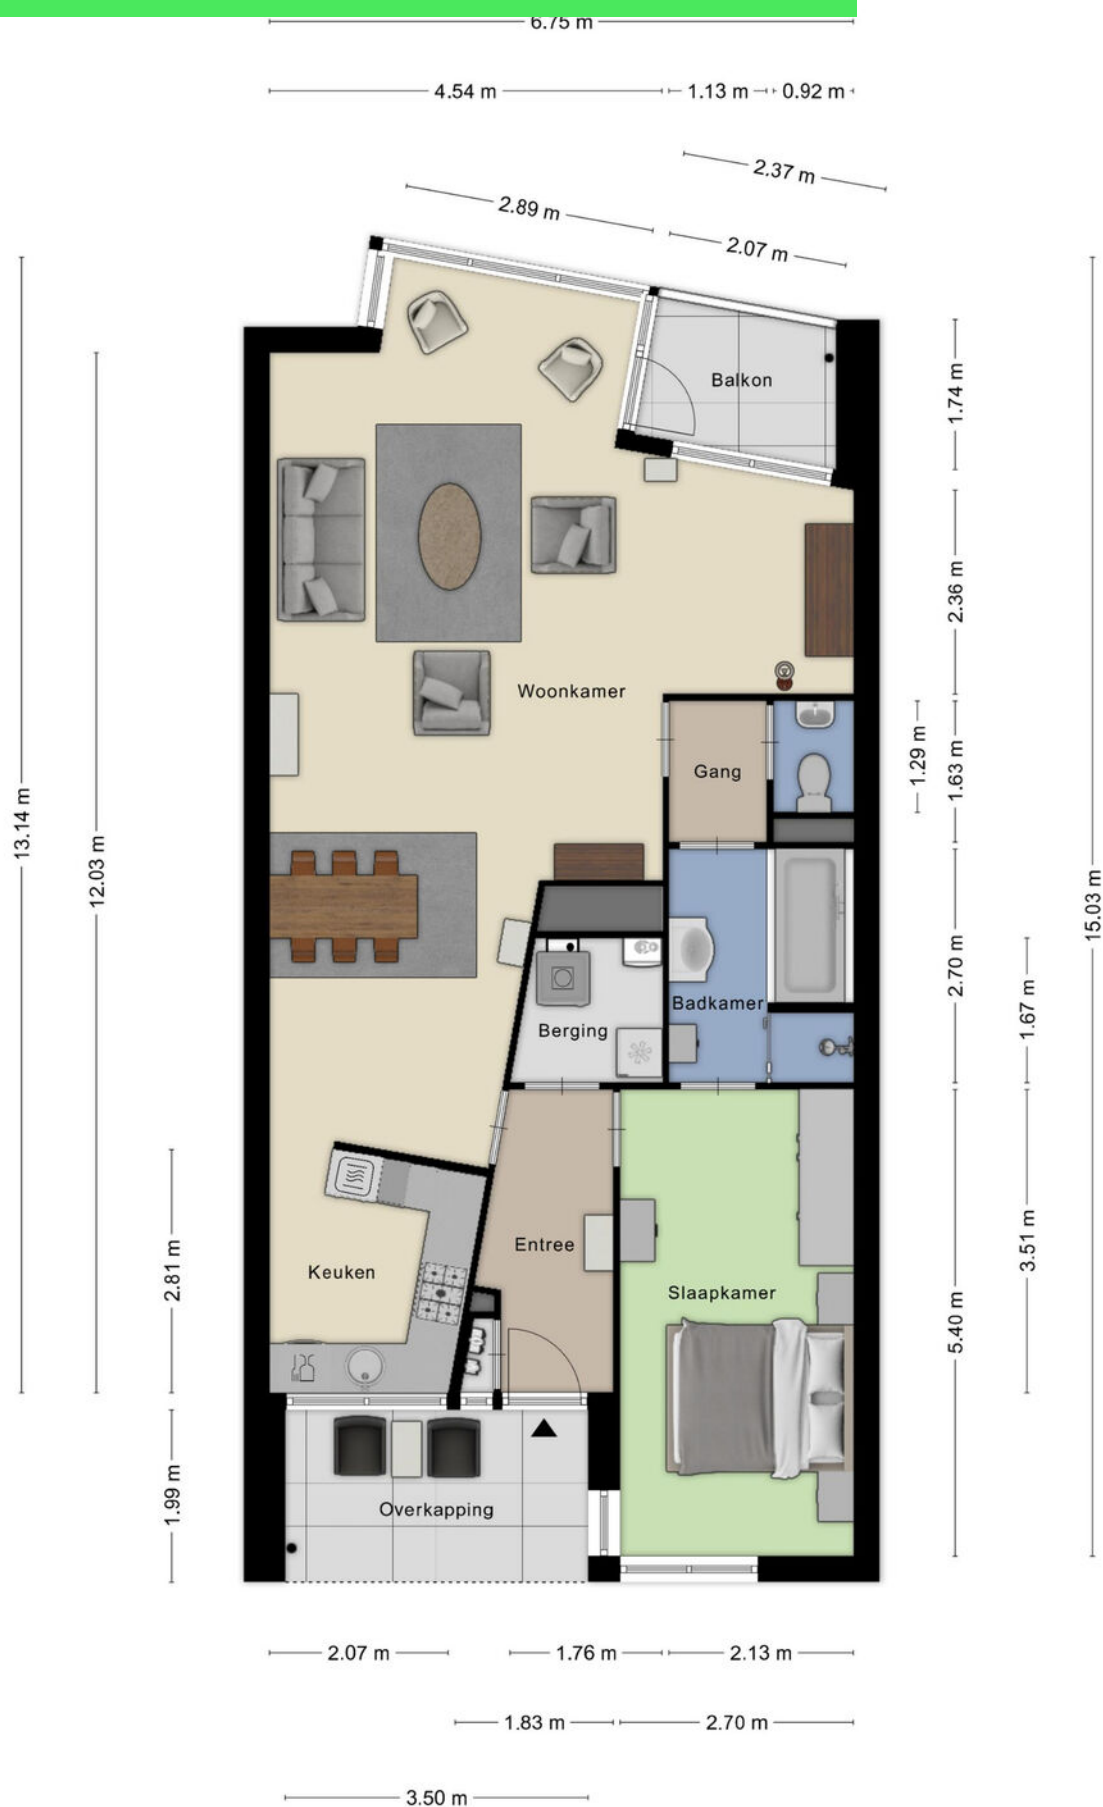 6.75 m
4.54 m
1.13 m
0.92 m
2.37 m
2.89 m
2.07 m
Balkon
1.74 m
2.36 m
Woonkamer
Gang
1.29 m
1.63 m
13.14 m
12.03 m
15.03 m
2.70 m
1.67 m
Badkamer
Berging
Entree
Keuken
Slaapkamer
2.81 m
3.51 m
5.40 m
1.99 m
Overkapping
2.07 m
1.76 m
2.13 m
1.83 m
2.70 m
3.50 m